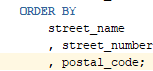 ORDER BY
street_name
, street_number
, postal_code;